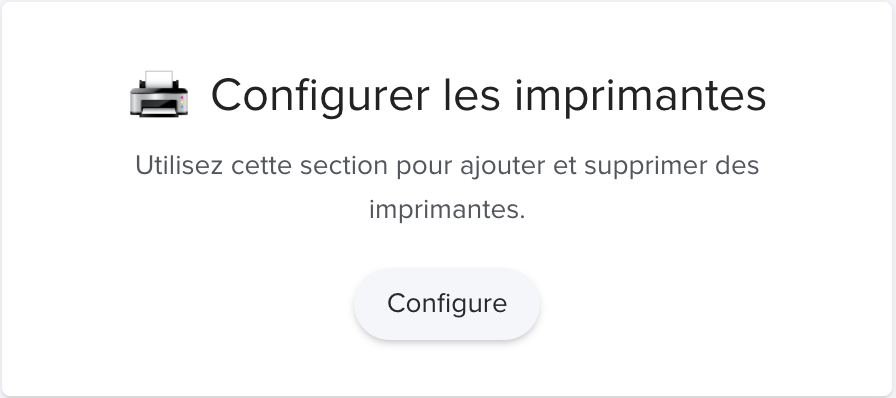 Configurer les imprimantes
Utilisez cette section pour ajouter et supprimer des
imprimantes.
Configure